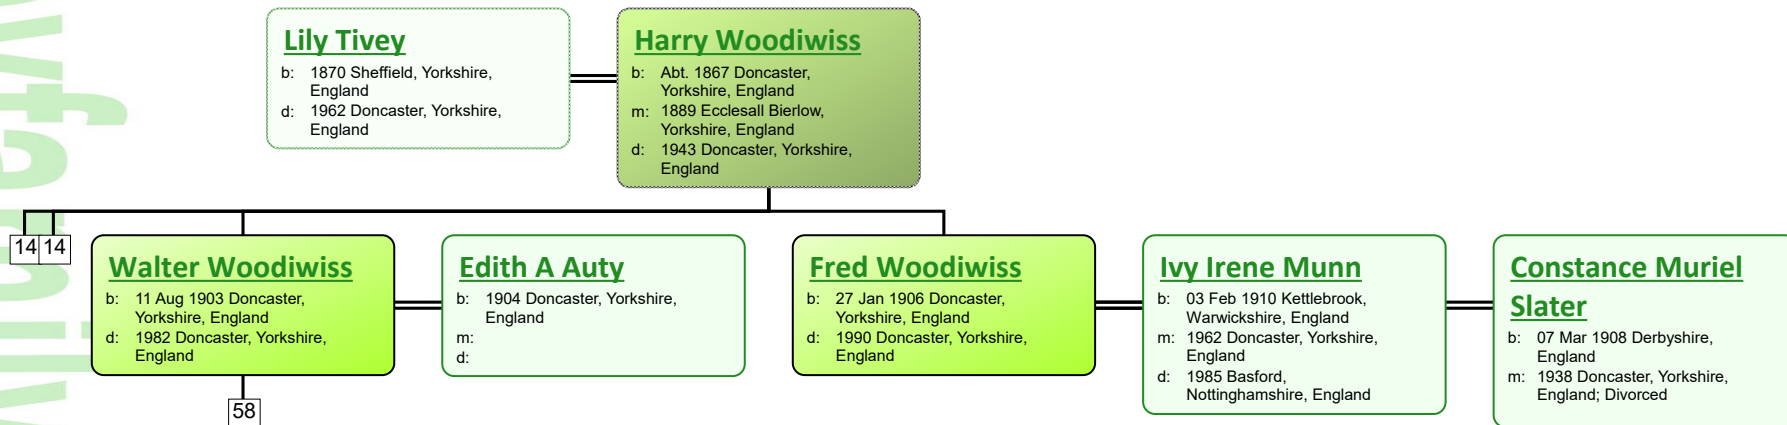 Lily Tivey
b: 1870 Sheffield, Yorkshire,
England
d: 1962 Doncaster, Yorkshire,
England
Harry Woodiwiss
b: Abt. 1867 Doncaster,
Yorkshire, England
m: 1889 Ecclesall Bierlow,
Yorkshire, England
d: 1943 Doncaster, Yorkshire,
England
14
14
Walter Woodiwiss
b: 11 Aug 1903 Doncaster,
Yorkshire, England
d: 1982 Doncaster, Yorkshire,
England
58
Edith A Auty
b: 1904 Doncaster, Yorkshire,
England
m:
d:
Fred Woodiwiss
b: 27 Jan 1906 Doncaster,
Yorkshire, England
d: 1990 Doncaster, Yorkshire,
England
Ivy Irene Munn
b: 03 Feb 1910 Kettlebrook,
Warwickshire, England
m: 1962 Doncaster, Yorkshire,
England
d: 1985 Basford,
Nottinghamshire, England
Constance Muriel
Slater
b: 07 Mar 1908 Derbyshire,
England
m: 1938 Doncaster, Yorkshire,
England; Divorced